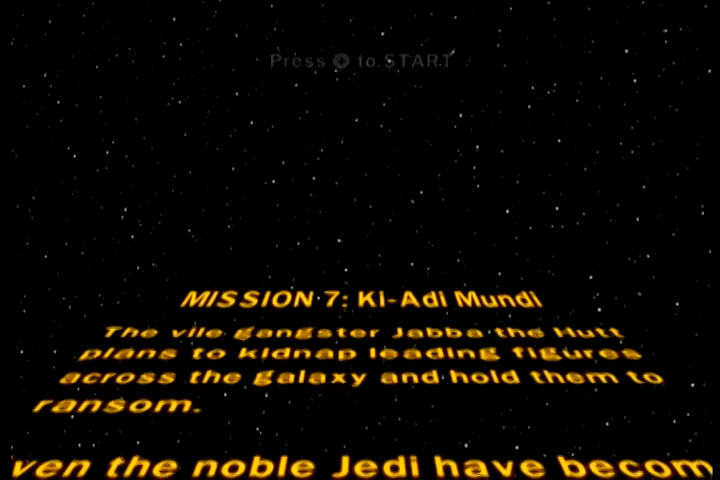 Press to START
MISSION 7: Ki-Adi Mundi
The vile gangster Jabba the Hutt
plans to kidnap leading figures
across the galaxy and hold them to
ransom.
ven the noble Jedi have becom